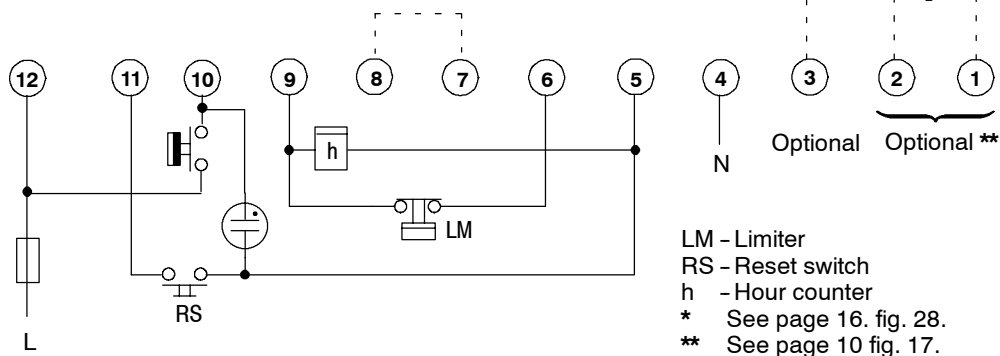 12 11 10 9 8 7 6 5 4 3 2 1
h
N
Optional Optional **
LM
RS
L
LM – Limiter
RS – Reset switch
h – Hour counter
* See page 16. fig. 28.
** See page 10 fig. 17.